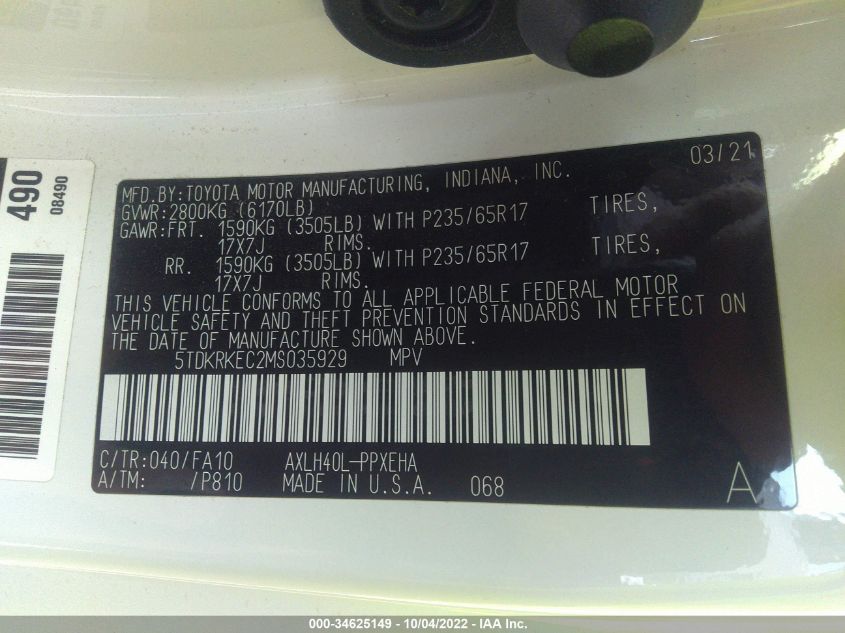 03/21
MFD.BY:TOYOTA MOTOR MANUFACTURING, INDIANA, INC.
GVWR:2800KG (6170LB)
GAWR:FRT. 1590KG (3505LB) WITH P235/65R17 TIRES,
17X7J RIMS.
RR. 1590KG (3505LB) WITH P235/65R17 TIRES,
17X7J RIMS.
THIS VEHICLE CONFORMS TO ALL APPLICABLE FEDERAL MOTOR
VEHICLE SAFETY AND THEFT PREVENTION STANDARDS IN EFFECT ON
THE DATE OF MANUFACTURE SHOWN ABOVE.
5TDKRKEC2MS035929 MPV
C/TR:040/FA10 AXLH40L-PPXEHA
A/TM: /P810 MADE IN U.S.A. 068 A
490
08490
000-34625149 - 10/04/2022 - IAA Inc.